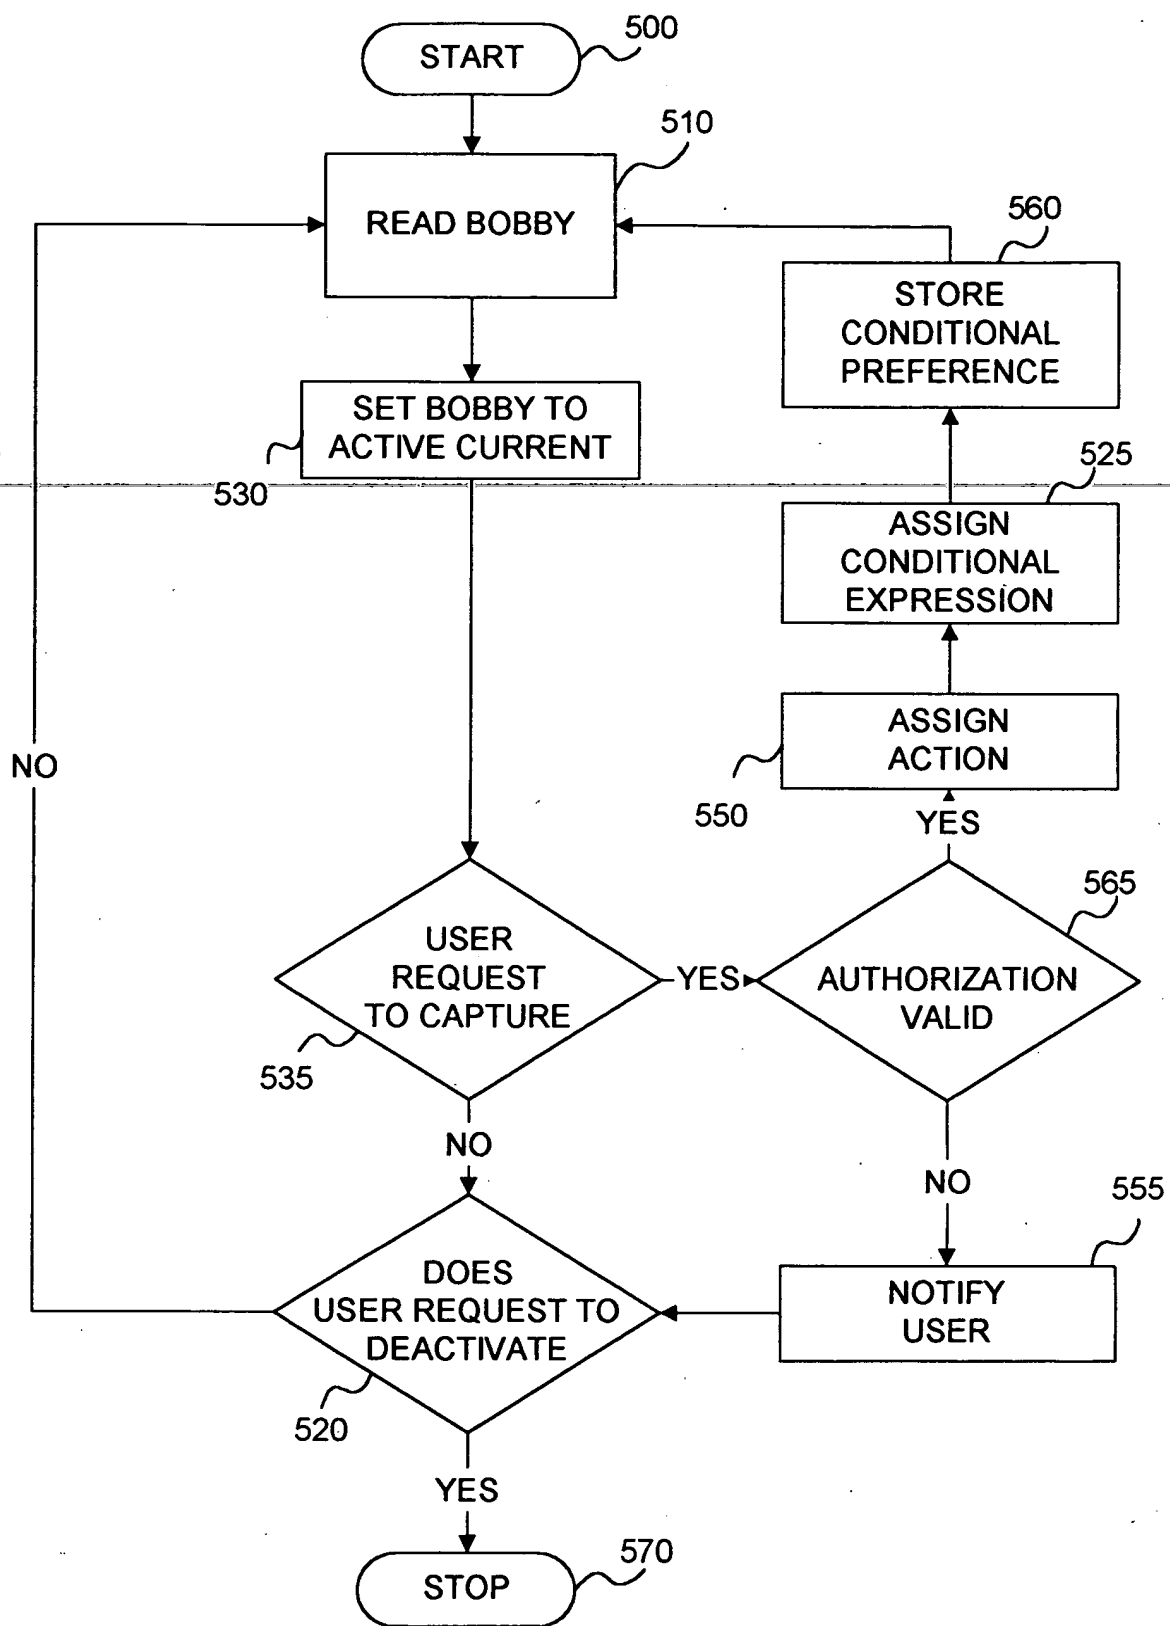 START
500
510
READ BOBBY
560
STORE
CONDITIONAL
PREFERENCE
SET BOBBY TO
ACTIVE CURRENT
530
525
ASSIGN
CONDITIONAL
EXPRESSION
ASSIGN
ACTION
550
NO
YES
565
USER
REQUEST
TO CAPTURE
YES
AUTHORIZATION
VALID
535
NO
NO
555
DOES
USER REQUEST TO
DEACTIVATE
NOTIFY
USER
520
YES
570
STOP